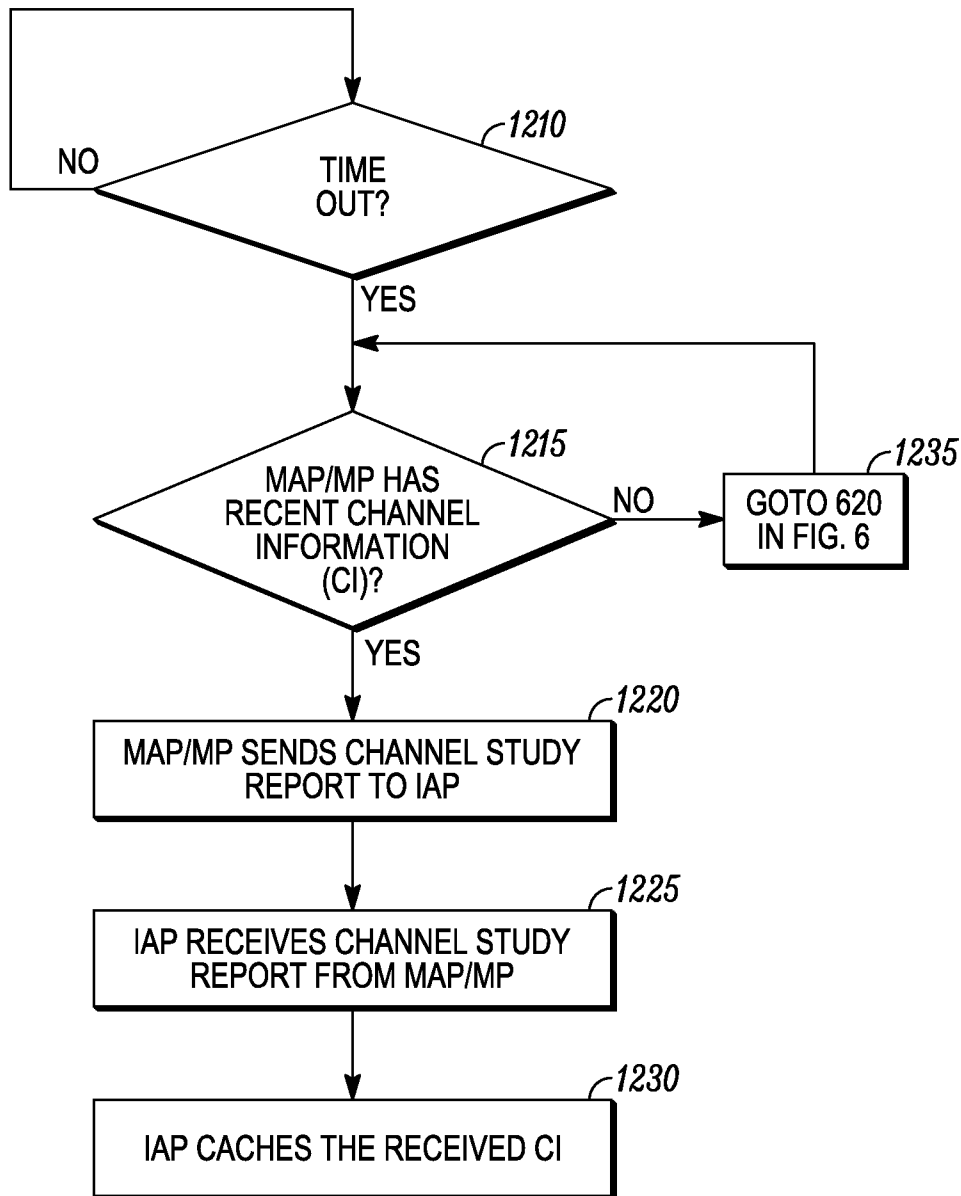 1210
TIME
OUT?
NO
YES
1215
MAP/MP HAS
RECENT CHANNEL
INFORMATION
(CI)?
NO
1235
GOTO 620
IN FIG. 6
YES
1220
MAP/MP SENDS CHANNEL STUDY
REPORT TO IAP
1225
IAP RECEIVES CHANNEL STUDY
REPORT FROM MAP/MP
1230
IAP CACHES THE RECEIVED CI